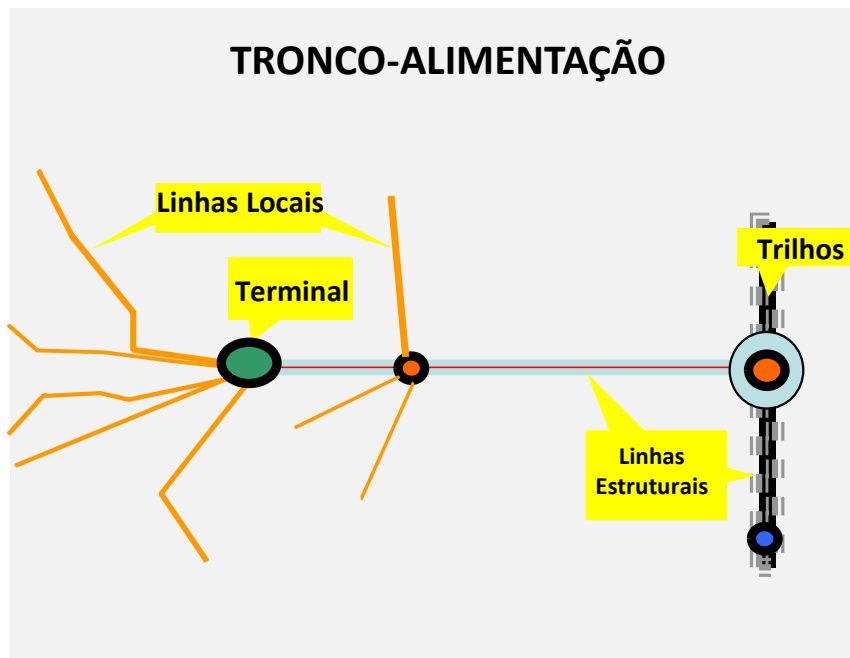 TRONCO-ALIMENTAÇÃO
Linhas Locais
Trilhos
Terminal
Linhas
Estruturais